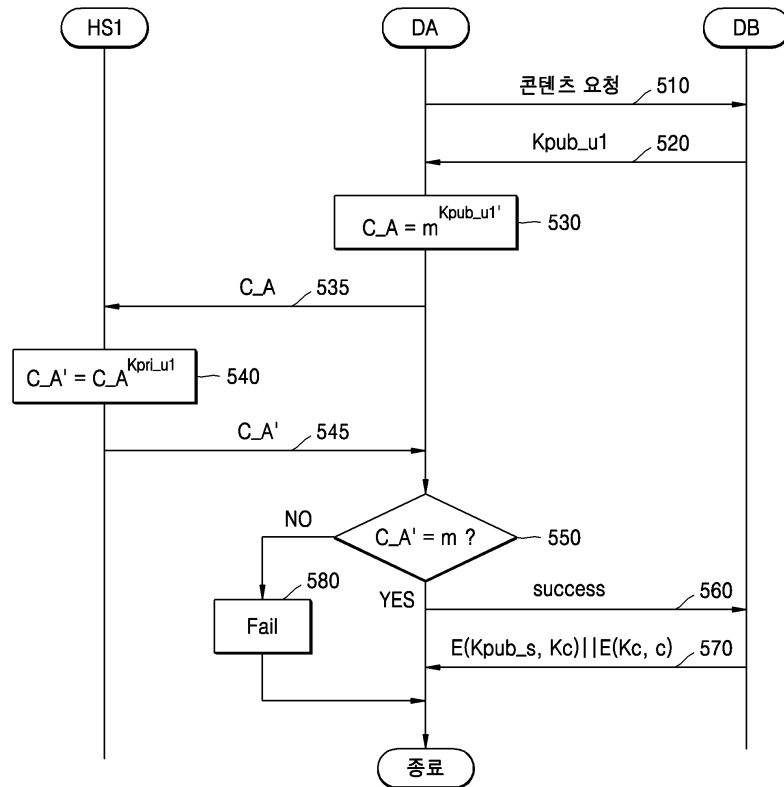 HS1
DA
DB
콘텐츠 요청 510
Kpub_u1 520
C_A = m^Kpub_u1' 530
C_A 535
C_A' = C_A^Kpri_u1 540
C_A' 545
C_A' = m ? 550
NO
YES
580
Fail
success 560
E(Kpub_s, Kc)||E(Kc, c) 570
종료